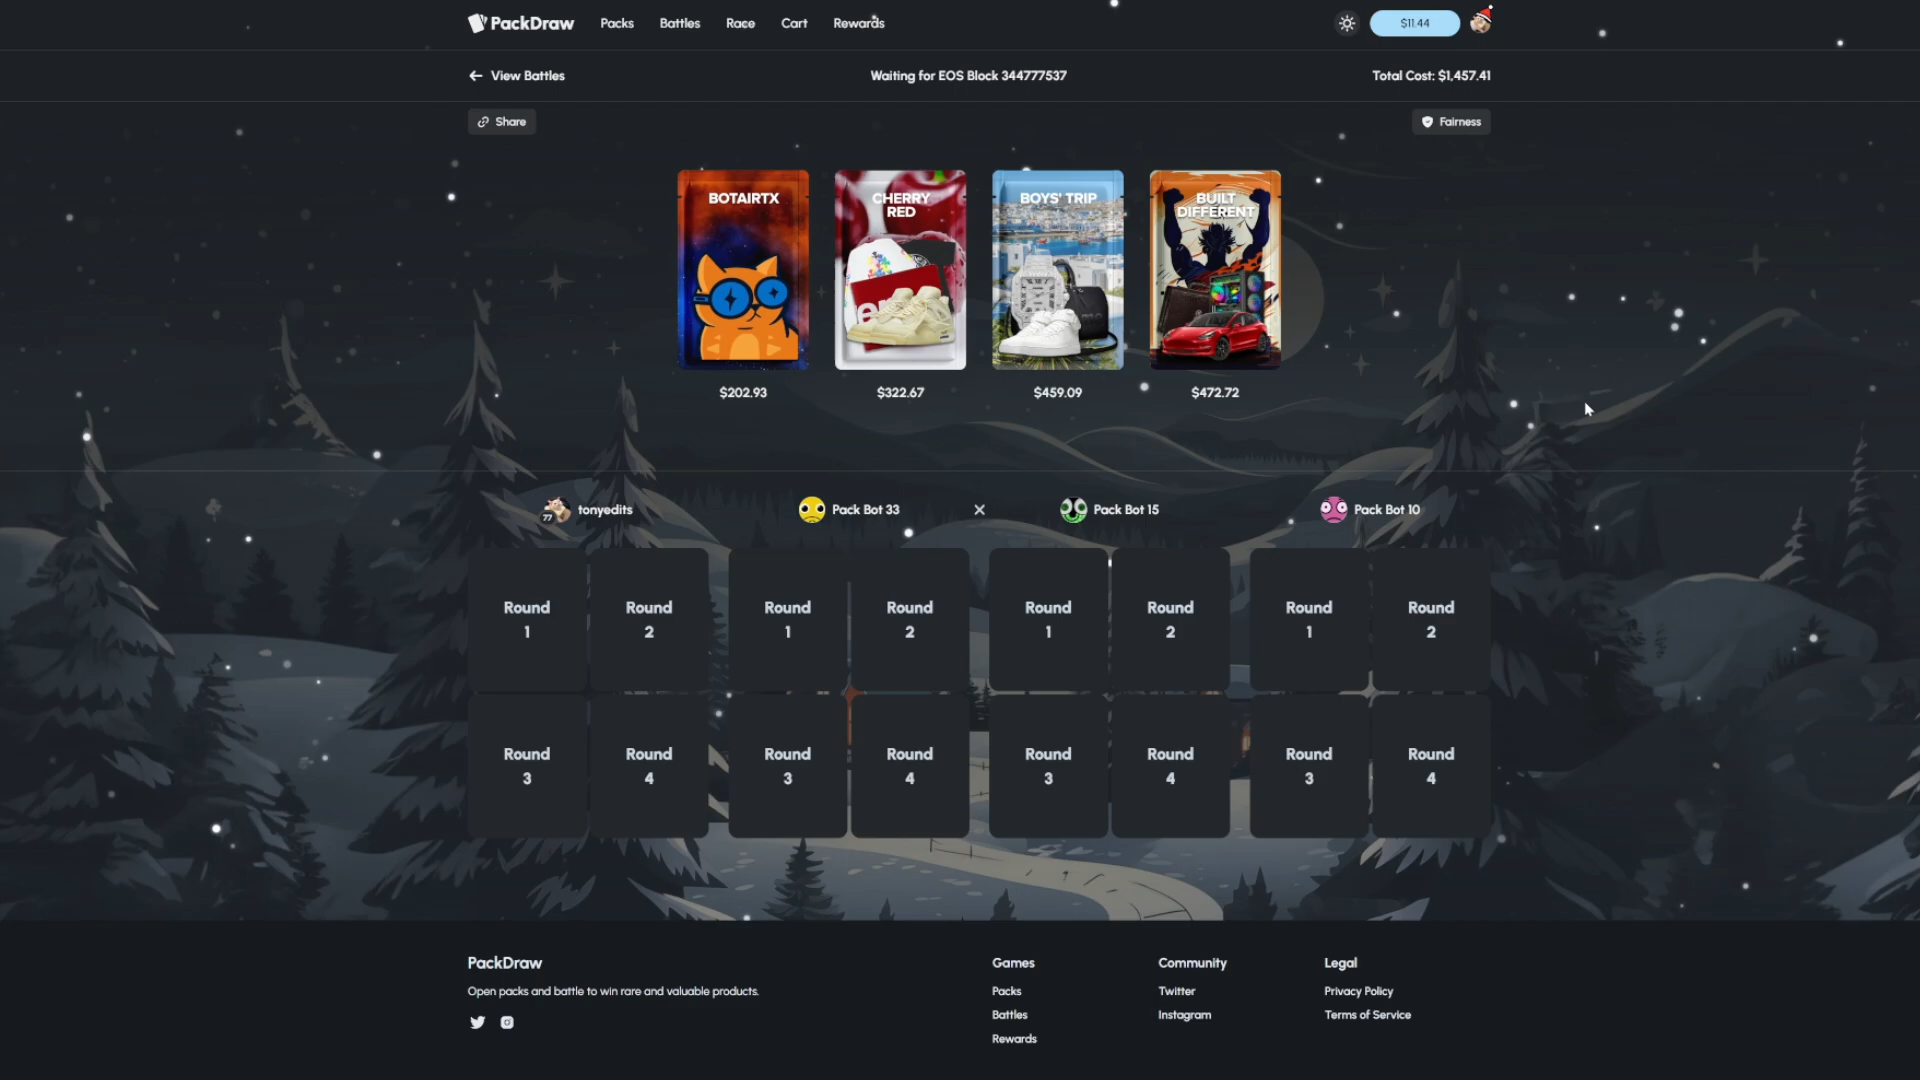 PackDraw
Packs
Battles
Race
Cart
Rewards
$11.44
View Battles
Waiting for EOS Block 344777537
Total Cost: $1,457.41
Share
Fairness
BOTAIRTX
CHERRY
RED
BOYS' TRIP
BUILT
DIFFERENT
$202.93
$322.67
$459.09
$472.72
77
tonyedits
Pack Bot 33
Pack Bot 15
Pack Bot 10
Round
1
Round
2
Round
1
Round
2
Round
1
Round
2
Round
1
Round
2
Round
3
Round
4
Round
3
Round
4
Round
3
Round
4
Round
3
Round
4
PackDraw
Open packs and battle to win rare and valuable products.
Games
Packs
Battles
Rewards
Community
Twitter
Instagram
Legal
Privacy Policy
Terms of Service